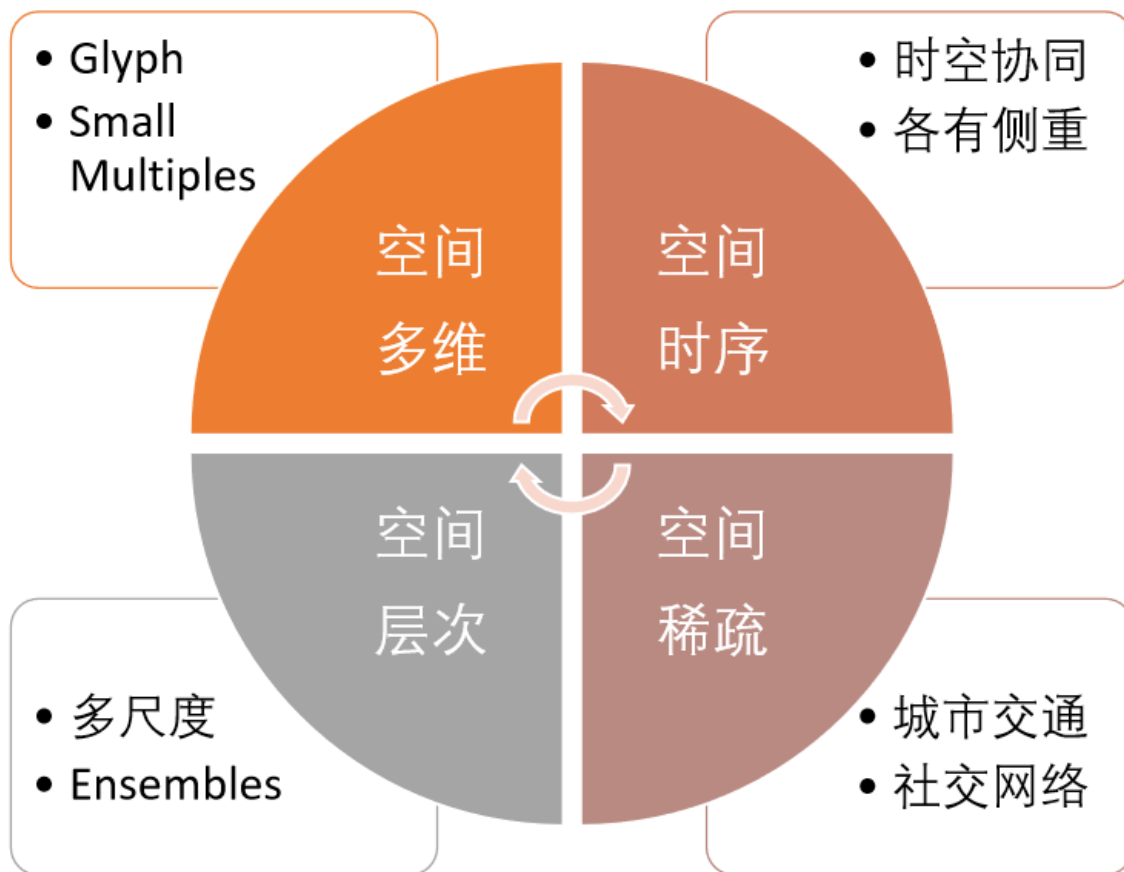 • Glyph
• Small
Multiples
• 时空协同
• 各有侧重
空间
多维
空间
时序
空间
层次
空间
稀疏
• 多尺度
• Ensembles
• 城市交通
• 社交网络